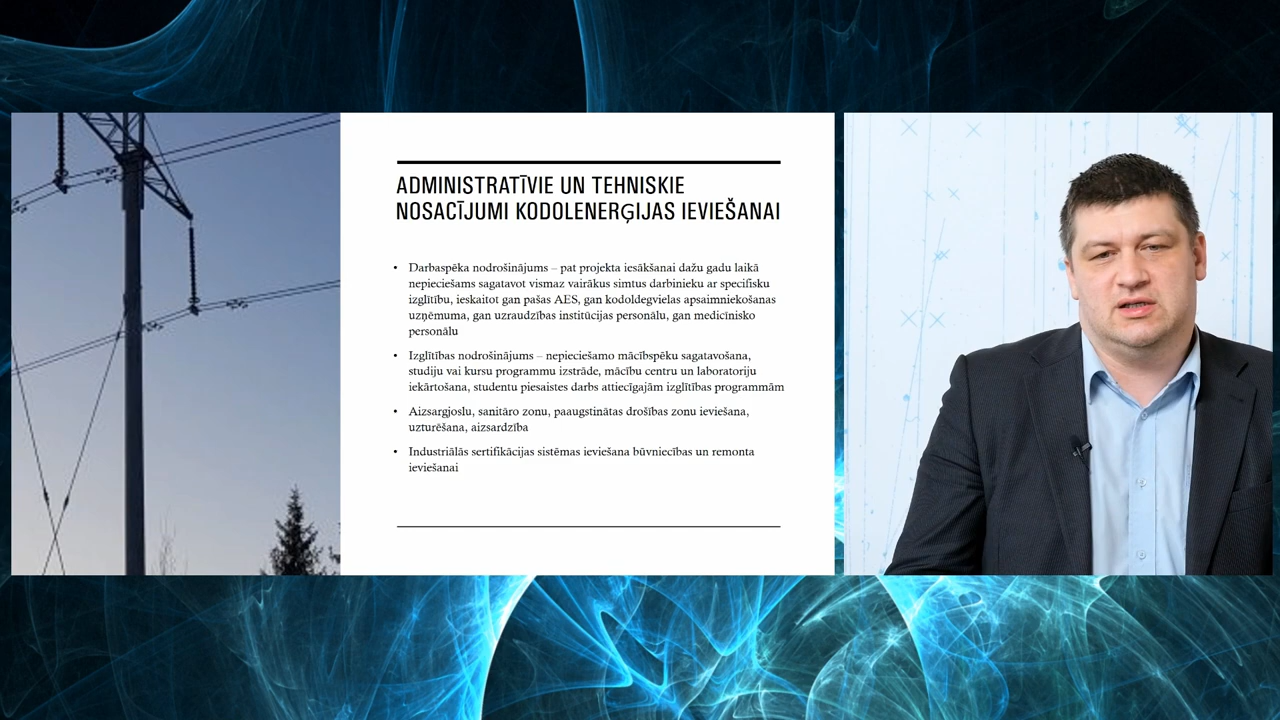 ADMINISTRATĪVIE UN TEHNISKIE
NOSACĪJUMI KODOLENERĢIJAS IEVIEŠANAI
• Darbaspēka nodrošinājums – pat projekta iesākšanai dažu gadu laikā
nepieciešams sagatavot vismaz vairākus simtus darbinieku ar specifisku
izglītību, ieskaitot gan pašas AES, gan kodoldegvielas apsaimniekošanas
uzņēmuma, gan uzraudzības institūcijas personālu, gan medicīnisko
personālu
• Izglītības nodrošinājums – nepieciešamo mācībspēku sagatavošana,
studiju vai kursu programmu izstrāde, mācību centru un laboratoriju
iekārtošana, studentu piesaistes darbs attiecīgajām izglītības programmām
• Aizsargjoslu, sanitāro zonu, paaugstinātas drošības zonu ieviešana,
uzturēšana, aizsardzība
• Industriālās sertifikācijas sistēmas ieviešana būvniecības un remonta
ieviešanai